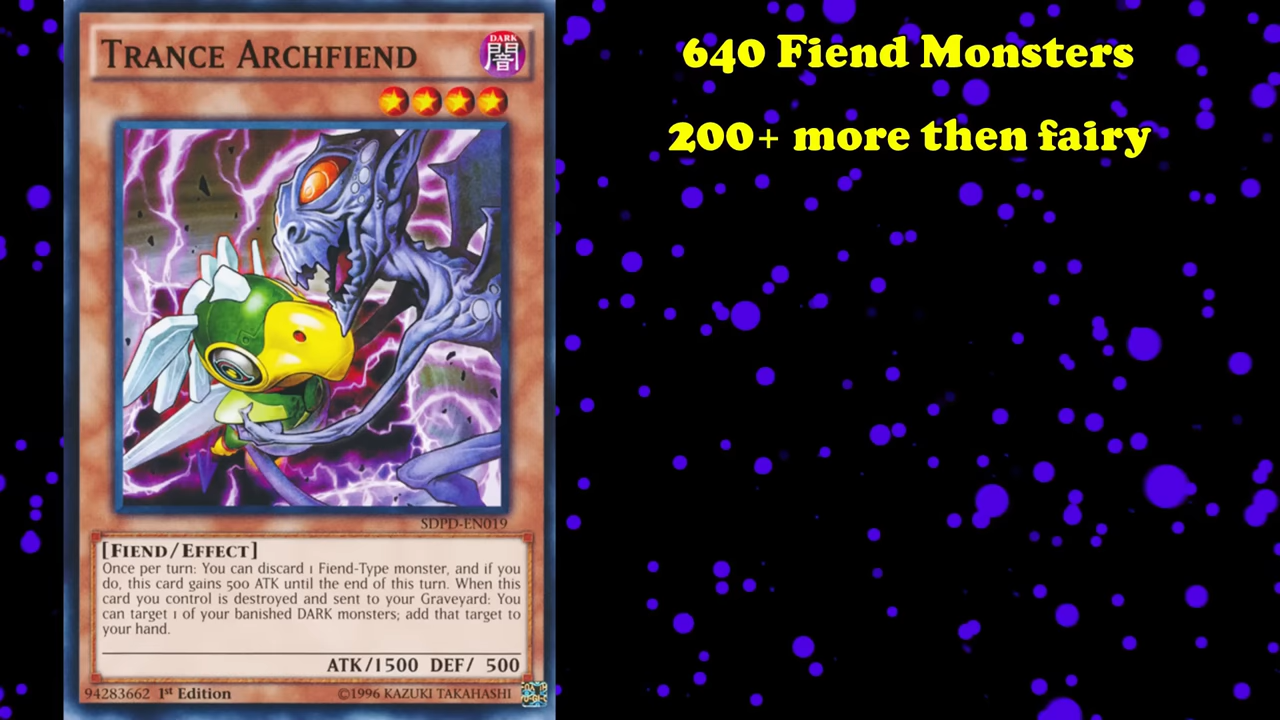 TRANCE ARCHFIEND
DARK
闇
640 Fiend Monsters
200+ more then fairy
SDPD-EN019
[FIEND/EFFECT]
Once per turn: You can discard 1 Fiend-Type monster, and if you
do, this card gains 500 ATK until the end of this turn. When this
card you control is destroyed and sent to your Graveyard: You
can target 1 of your banished DARK monsters; add that target to
your hand.
ATK/1500 DEF/ 500
94283662 1st Edition
©1996 KAZUKI TAKAHASHI